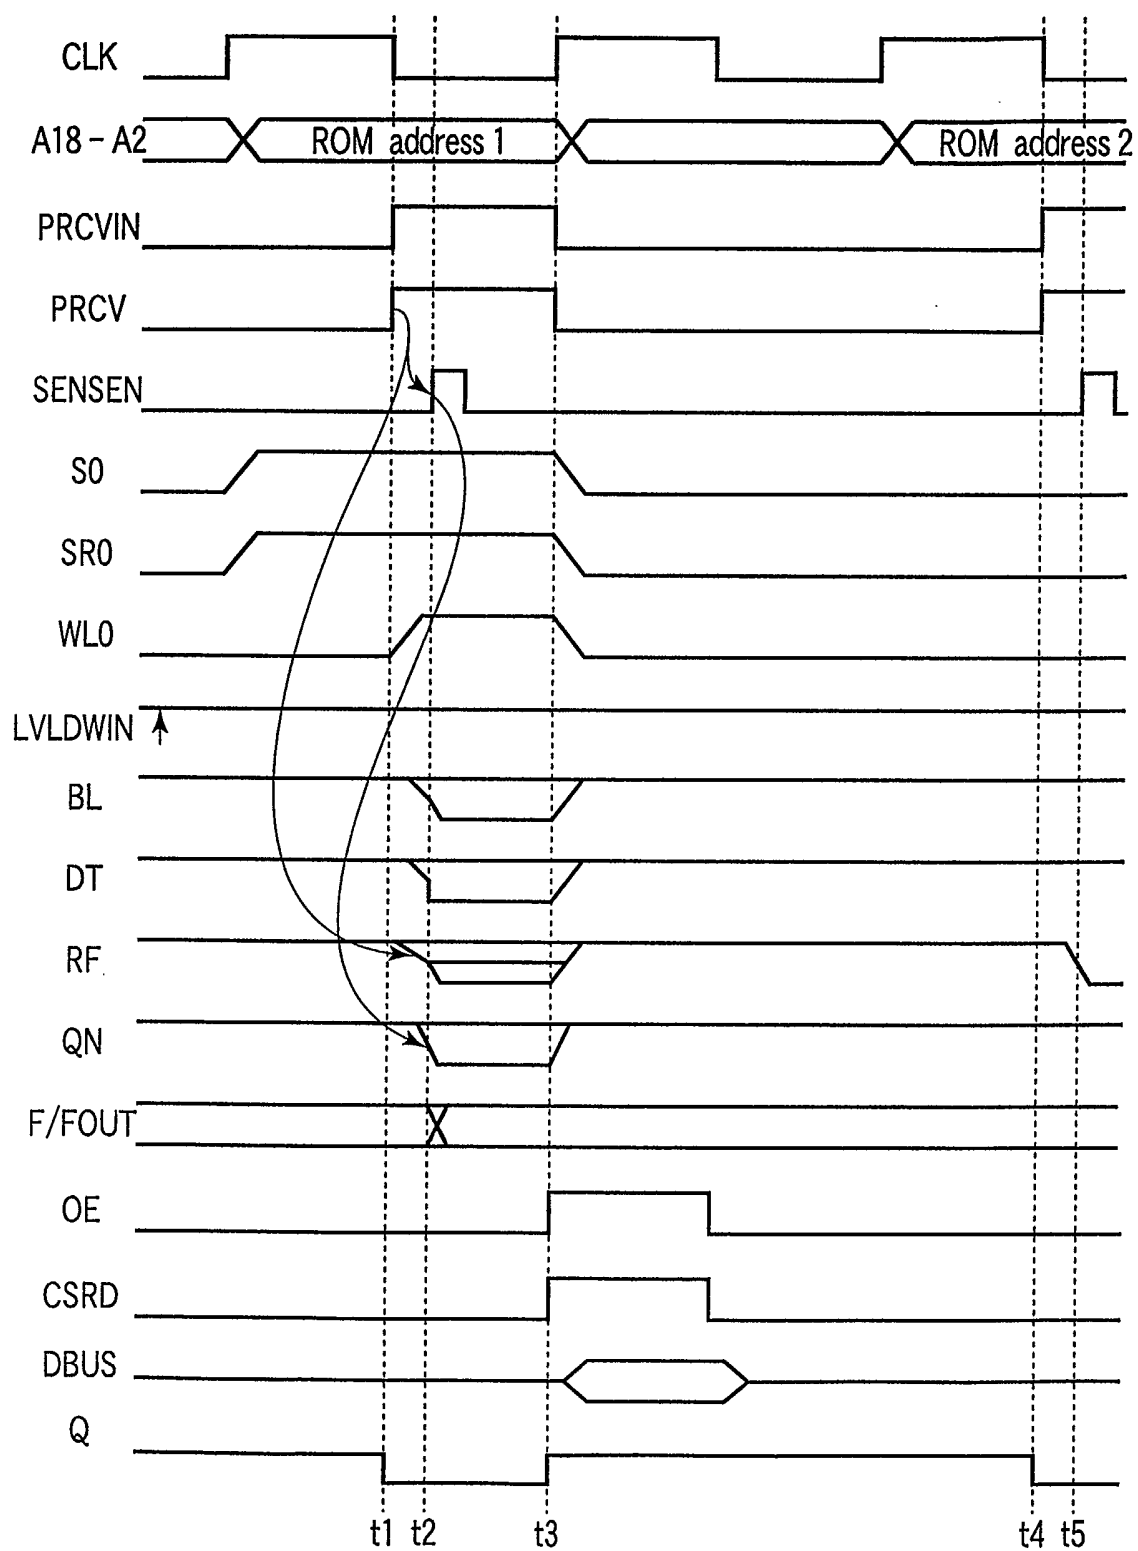 CLK
A18 - A2
ROM address 1
ROM address 2
PRCVIN
PRCV
SENSEN
S0
SR0
WL0
LVLDWIN
BL
DT
RF
QN
F/FOUT
OE
CSRD
DBUS
Q
t1 t2 t3 t4 t5